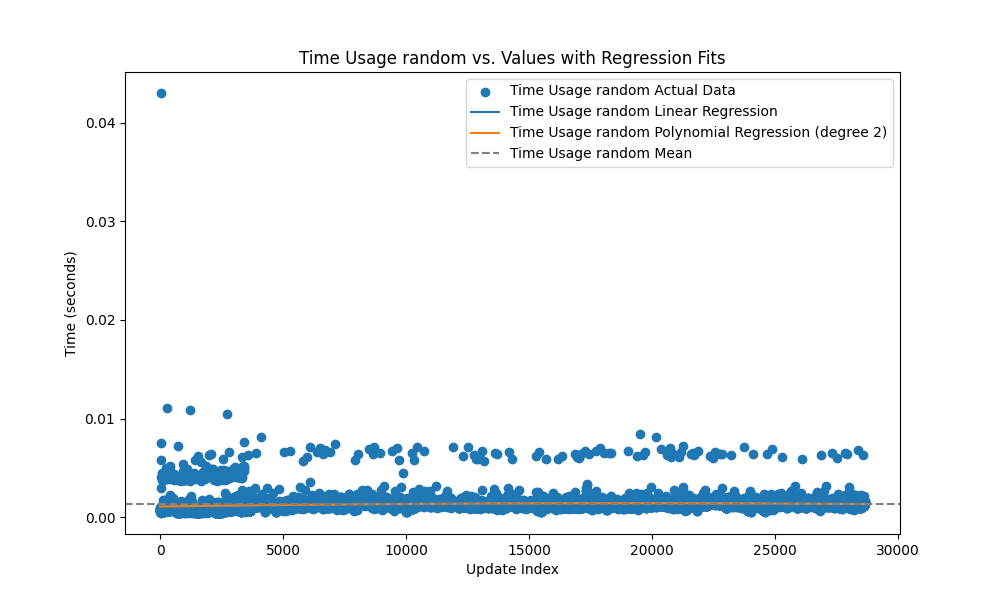 Time Usage random vs. Values with Regression Fits
Time Usage random Actual Data
Time Usage random Linear Regression
Time Usage random Polynomial Regression (degree 2)
Time Usage random Mean
Time (seconds)
0.04
0.03
0.02
0.01
0.00
0
5000
10000
15000
20000
25000
30000
Update Index